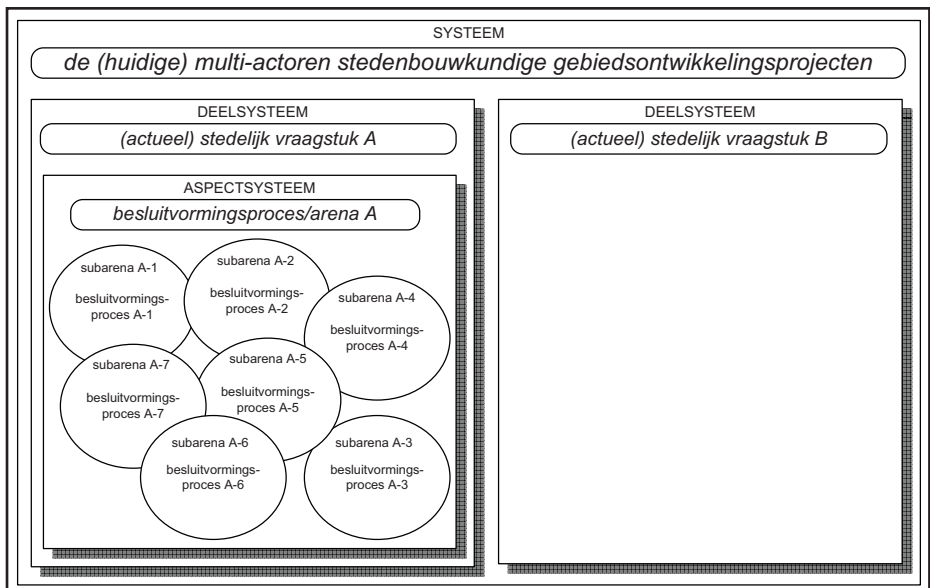 SYSTEEM
de (huidige) multi-actoren stedenbouwkundige gebiedsontwikkelingsprojecten
DEELSYSTEEM
(actueel) stedelijk vraagstuk A
ASPECTSYSTEEM
besluitvormingsproces/arena A
subarena A-1
besluitvormings-
proces A-1
subarena A-2
besluitvormings-
proces A-2
subarena A-4
besluitvormings-
proces A-4
subarena A-7
besluitvormings-
proces A-7
subarena A-5
besluitvormings-
proces A-5
subarena A-6
besluitvormings-
proces A-6
subarena A-3
besluitvormings-
proces A-3
DEELSYSTEEM
(actueel) stedelijk vraagstuk B